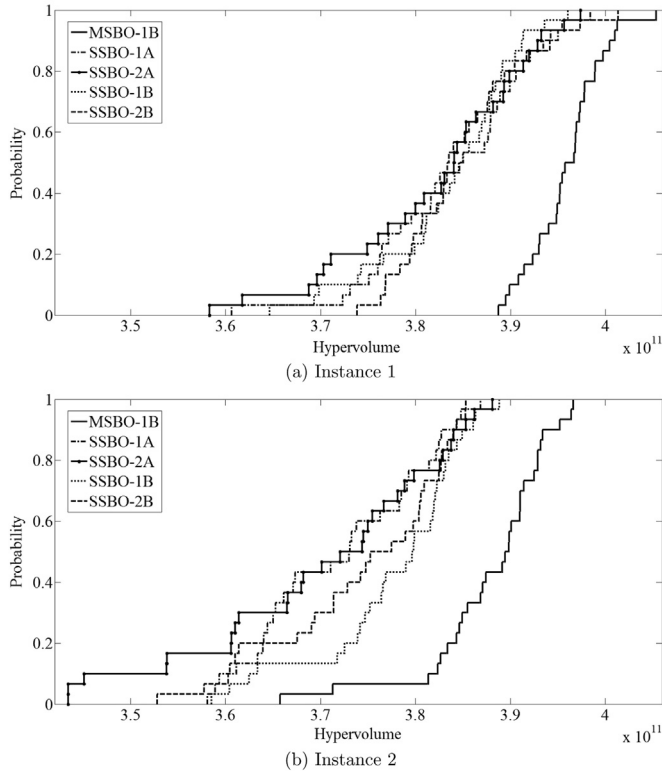 1
0.8
0.6
0.4
0.2
0
Probability
MSBO-1B
SSBO-1A
SSBO-2A
SSBO-1B
SSBO-2B
3.5 3.6 3.7 3.8 3.9 4
Hypervolume
x 10^11
(a) Instance 1
1
0.8
0.6
0.4
0.2
0
Probability
MSBO-1B
SSBO-1A
SSBO-2A
SSBO-1B
SSBO-2B
3.5 3.6 3.7 3.8 3.9 4
Hypervolume
x 10^11
(b) Instance 2